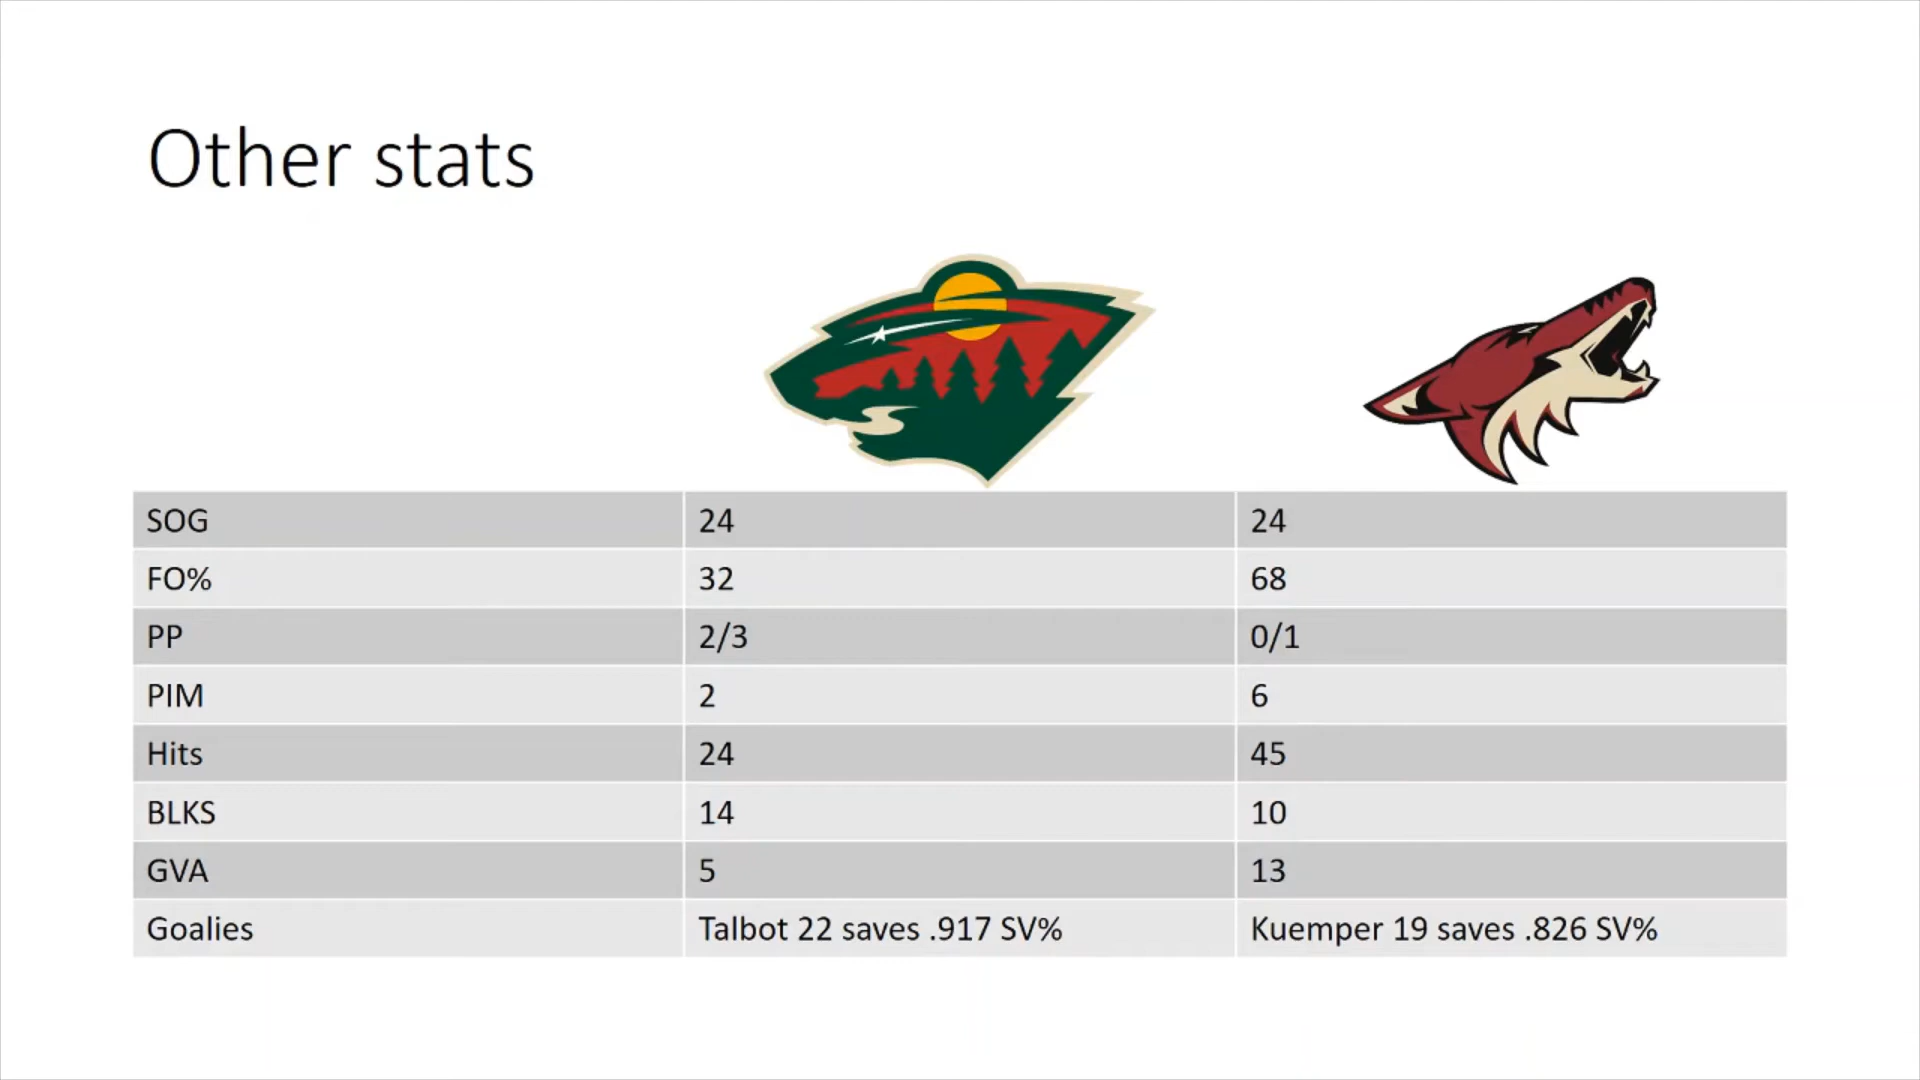 Other stats
SOG 24 24
FO% 32 68
PP 2/3 0/1
PIM 2 6
Hits 24 45
BLKS 14 10
GVA 5 13
Goalies Talbot 22 saves .917 SV% Kuemper 19 saves .826 SV%